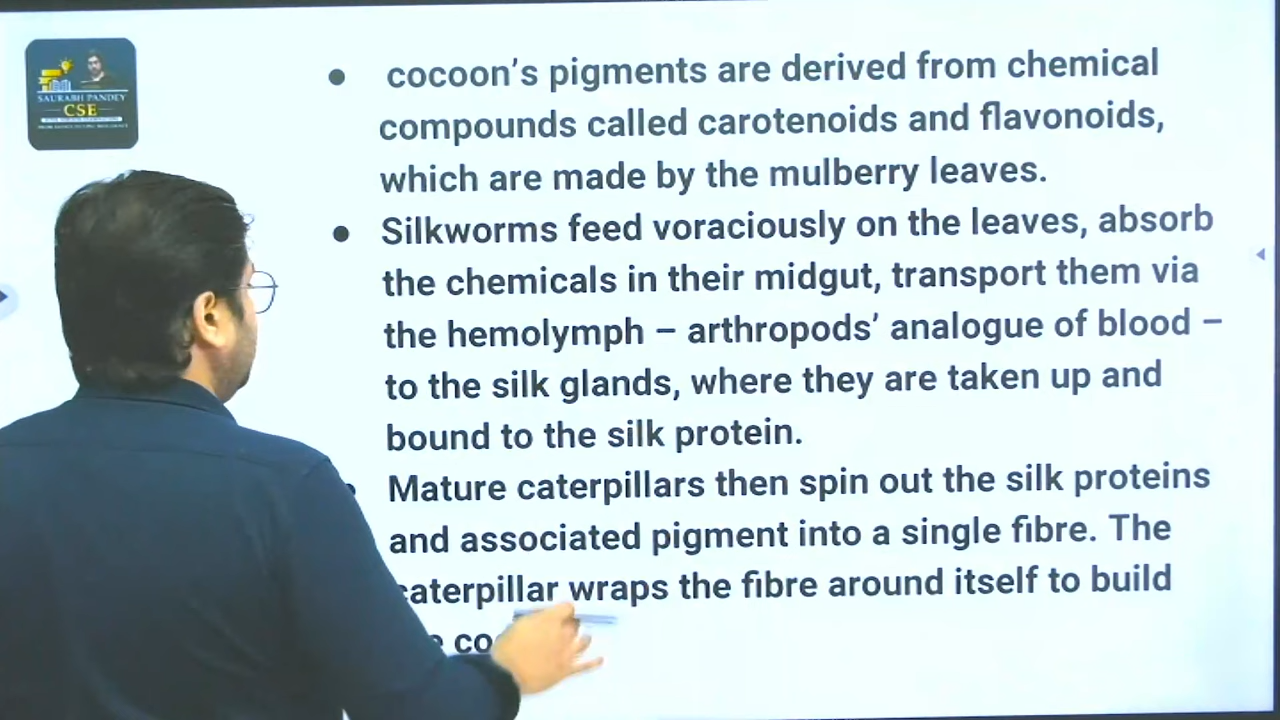 SAURABH PANDEY
CSE
cocoon's pigments are derived from chemical
compounds called carotenoids and flavonoids,
which are made by the mulberry leaves.
Silkworms feed voraciously on the leaves, absorb
the chemicals in their midgut, transport them via
the hemolymph – arthropods' analogue of blood –
to the silk glands, where they are taken up and
bound to the silk protein.
Mature caterpillars then spin out the silk proteins
and associated pigment into a single fibre. The
caterpillar wraps the fibre around itself to build